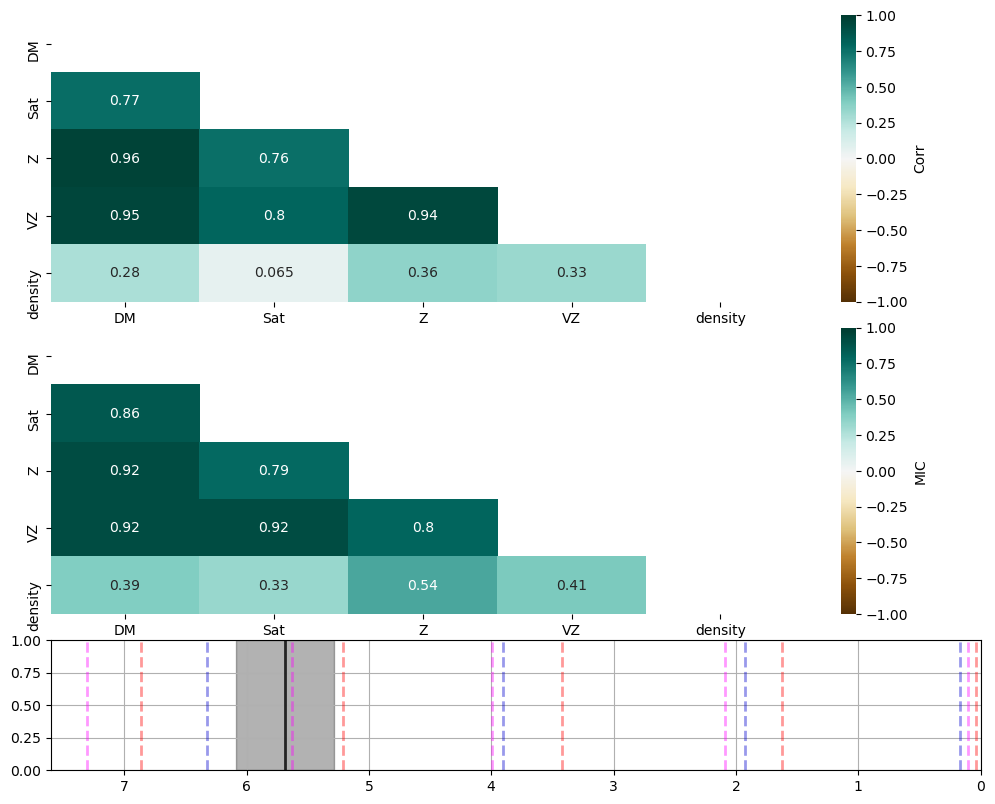 DM
Sat
0.77
Z
0.96 0.76
VZ
0.95 0.8 0.94
density
0.28 0.065 0.36 0.33
DM Sat Z VZ density
1.00
0.75
0.50
0.25
0.00
−0.25
−0.50
−0.75
−1.00
Corr
DM
Sat
0.86
Z
0.92 0.79
VZ
0.92 0.92 0.8
density
0.39 0.33 0.54 0.41
DM Sat Z VZ density
1.00
0.75
0.50
0.25
0.00
−0.25
−0.50
−0.75
−1.00
MIC
1.00
0.75
0.50
0.25
0.00
7 6 5 4 3 2 1 0